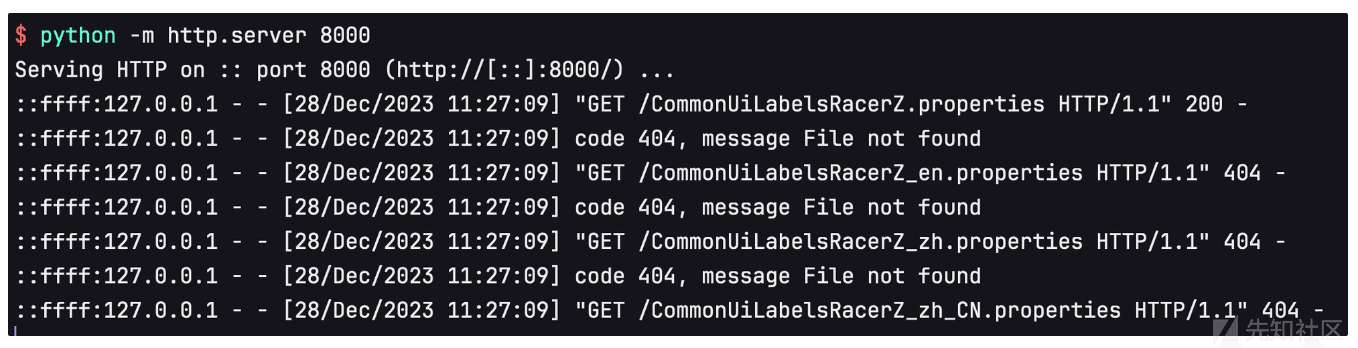 $ python -m http.server 8000
Serving HTTP on :: port 8000 (http://[::]:8000/) ...
::ffff:127.0.0.1 - - [28/Dec/2023 11:27:09] "GET /CommonUiLabelsRacerZ.properties HTTP/1.1" 200 -
::ffff:127.0.0.1 - - [28/Dec/2023 11:27:09] code 404, message File not found
::ffff:127.0.0.1 - - [28/Dec/2023 11:27:09] "GET /CommonUiLabelsRacerZ_en.properties HTTP/1.1" 404 -
::ffff:127.0.0.1 - - [28/Dec/2023 11:27:09] code 404, message File not found
::ffff:127.0.0.1 - - [28/Dec/2023 11:27:09] "GET /CommonUiLabelsRacerZ_zh.properties HTTP/1.1" 404 -
::ffff:127.0.0.1 - - [28/Dec/2023 11:27:09] code 404, message File not found
::ffff:127.0.0.1 - - [28/Dec/2023 11:27:09] "GET /CommonUiLabelsRacerZ_zh_CN.properties HTTP/1.1" 404 -
先知社区